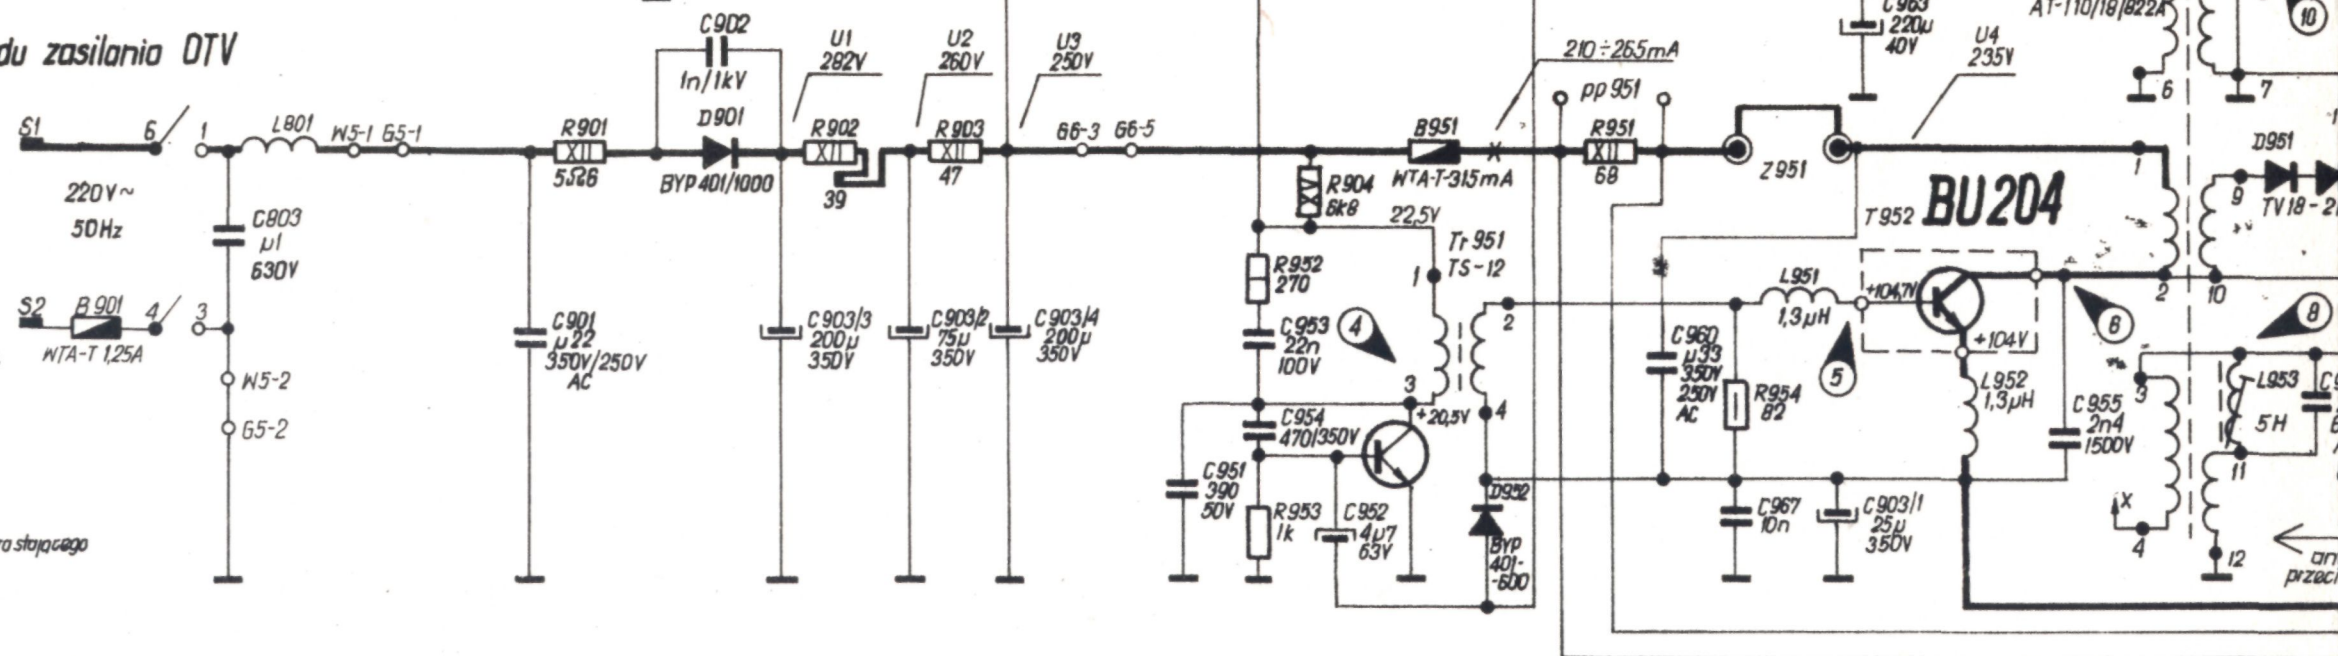 du zasilania OTV
S1
6
1
L801
W5-1
G5-1
220V~
50Hz
C803
µ1
630V
S2
B901
4
3
WTA-T 1,25A
W5-2
G5-2
R901
5Ω6
C901
µ22
350V/250V
AC
C902
1n/1kV
D901
BYP401/1000
U1
282V
R902
39
U2
260V
R903
47
U3
250V
G6-3
G6-5
C903/3
200µ
350V
C903/2
75µ
350V
C903/4
200µ
350V
B951
WTA-T-315mA
210÷265mA
X
R904
6k8
22,5V
Tr951
TS-12
1
2
3
4
R952
270
C953
22n
100V
4
+20,5V
C954
470/350V
C951
390
50V
R953
1k
C952
4µ7
63V
D952
BYP
401-
-600
pp951
R951
68
Z951
C963
220µ
40V
U4
235V
AT-110/18/822A
6
7
10
1
T952
BU204
L951
1,3µH
+104,7V
+104V
5
6
L952
1,3µH
C960
µ33
350V
250V
AC
R954
82
C967
10n
C903/1
25µ
350V
C955
2n4
1500V
2
10
9
D951
TV18-2
8
3
L953
5H
11
X
4
12
przeci